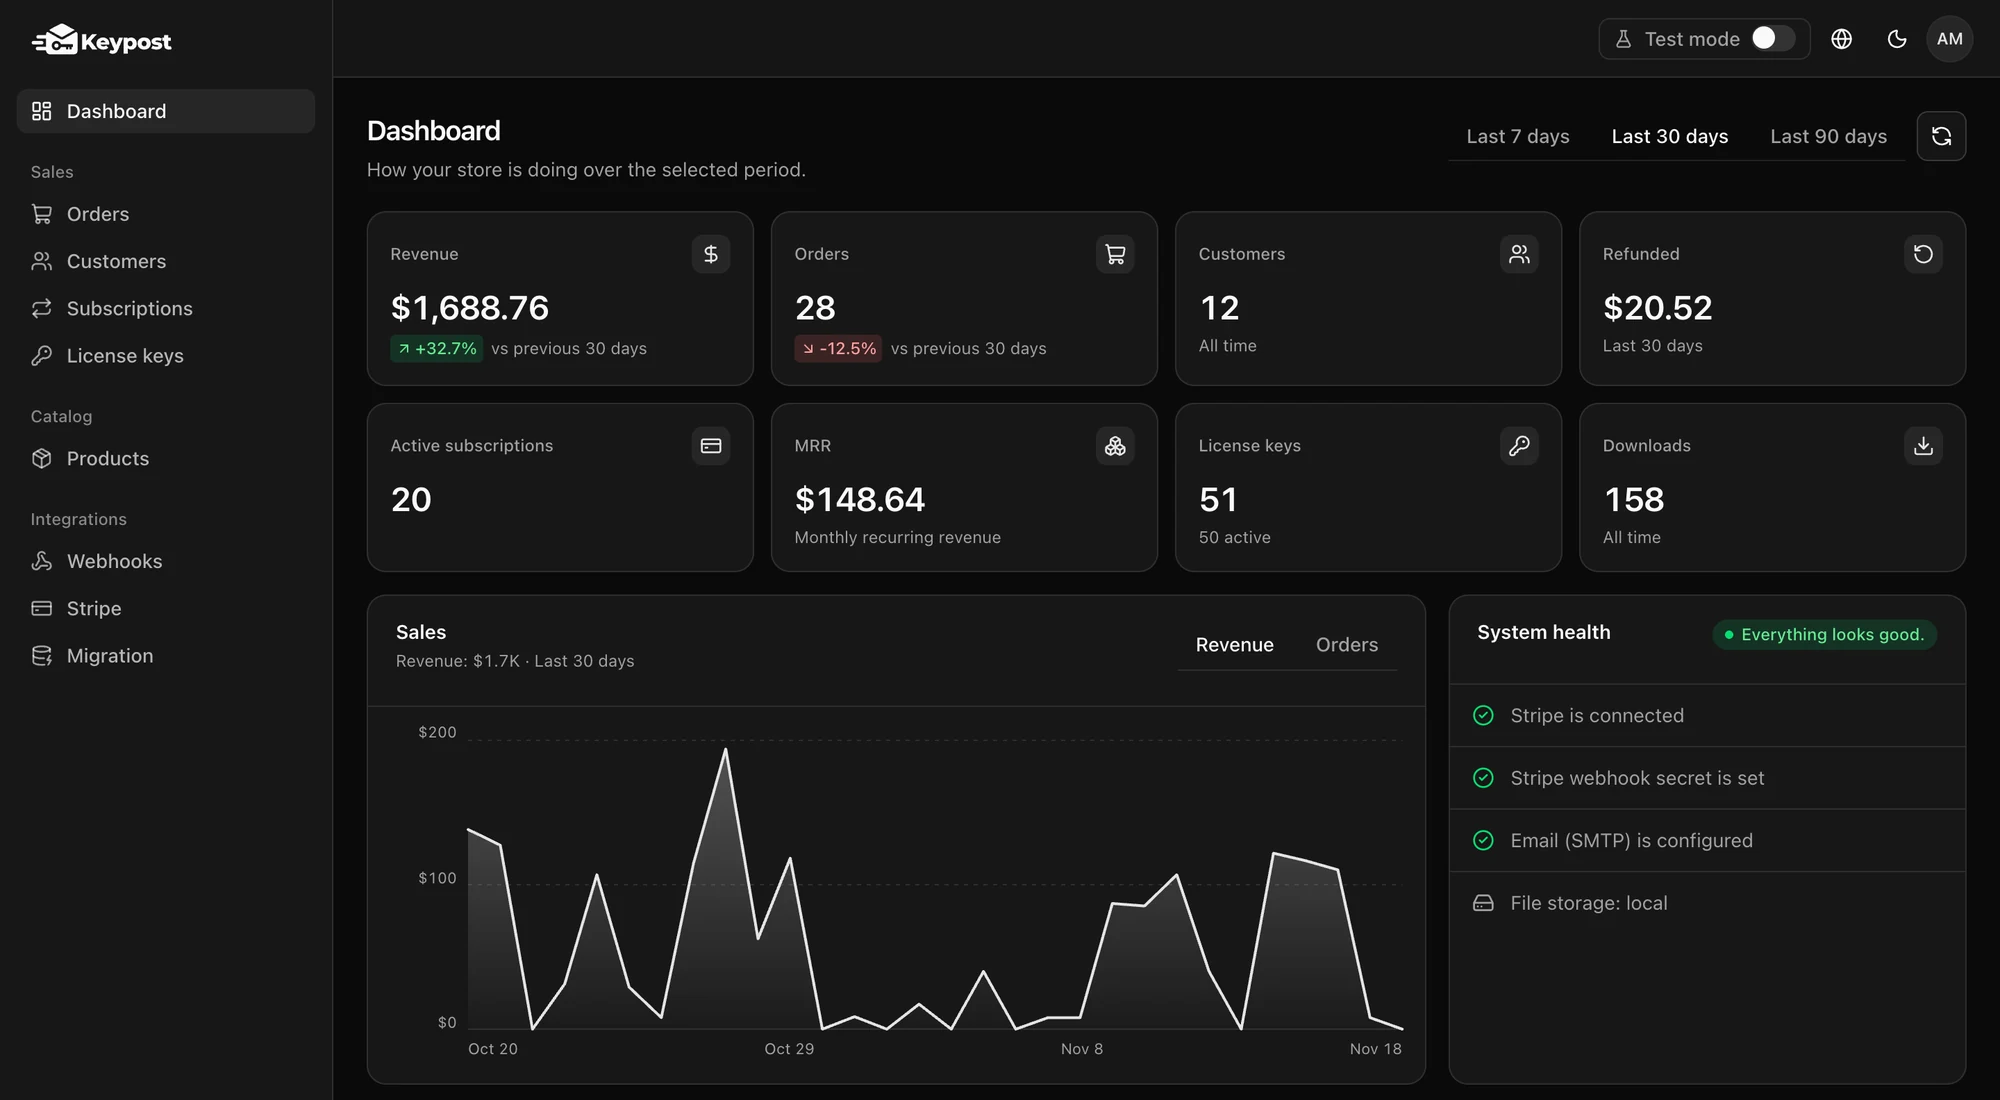 Keypost
Test mode
AM
Dashboard
Sales
Orders
Customers
Subscriptions
License keys
Catalog
Products
Integrations
Webhooks
Stripe
Migration
Dashboard
How your store is doing over the selected period.
Last 7 days
Last 30 days
Last 90 days
Revenue
$1,688.76
+32.7% vs previous 30 days
Orders
28
-12.5% vs previous 30 days
Customers
12
All time
Refunded
$20.52
Last 30 days
Active subscriptions
20
MRR
$148.64
Monthly recurring revenue
License keys
51
50 active
Downloads
158
All time
Sales
Revenue: $1.7K · Last 30 days
Revenue
Orders
$200
$100
$0
Oct 20
Oct 29
Nov 8
Nov 18
System health
Everything looks good.
Stripe is connected
Stripe webhook secret is set
Email (SMTP) is configured
File storage: local